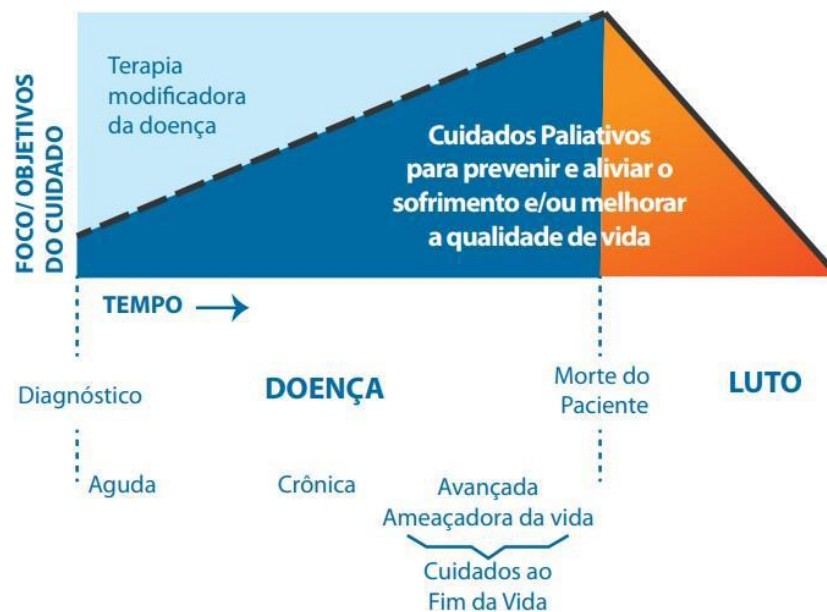 FOCO/ OBJETIVOS
DO CUIDADO
Terapia
modificadora
da doença
Cuidados Paliativos
para prevenir e aliviar o
sofrimento e/ou melhorar
a qualidade de vida
TEMPO
Diagnóstico
DOENÇA
Morte do
Paciente
LUTO
Aguda
Crônica
Avançada
Ameaçadora da vida
Cuidados ao
Fim da Vida